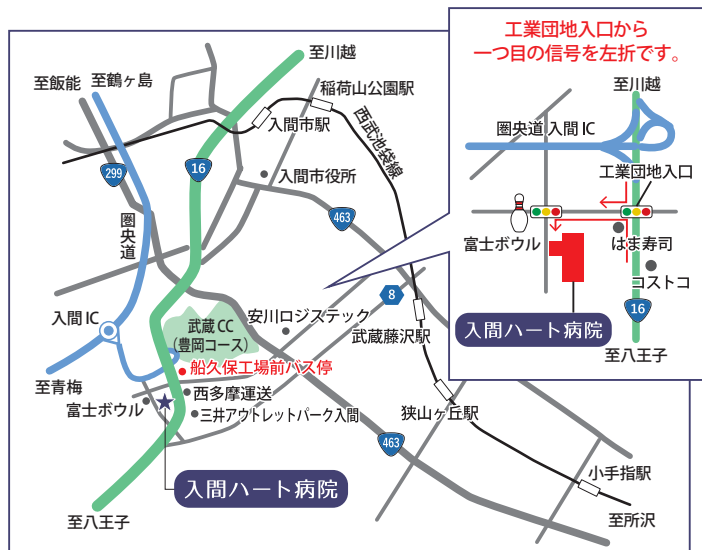 工業団地入口から
一つ目の信号を左折です。
至川越
圏央道 入間IC
工業団地入口
富士ボウル
はま寿司
コストコ
16
入間ハート病院
至八王子
至川越
至鶴ヶ島
至飯能
稲荷山公園駅
入間市駅
西武池袋線
299
16
入間市役所
463
圏央道
8
入間IC
武蔵CC
(豊岡コース)
安川ロジステック
武蔵藤沢駅
船久保工場前バス停
至青梅
西多摩運送
富士ボウル
三井アウトレットパーク入間
狭山ヶ丘駅
463
入間ハート病院
小手指駅
至八王子
至所沢